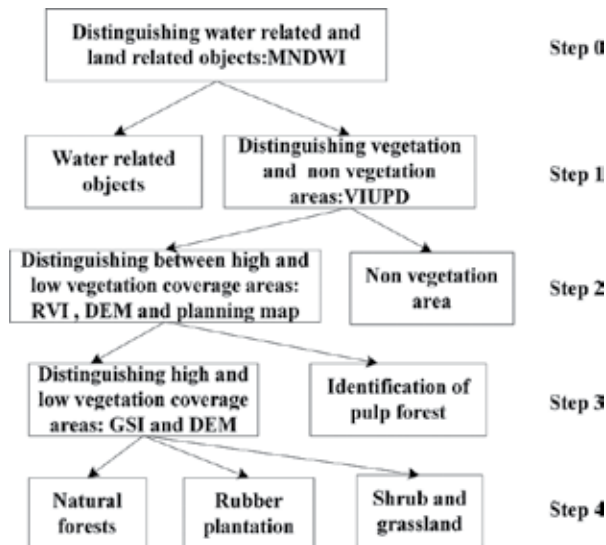 Distinguishing water related and
land related objects:MNDWI
Step 0
Water related
objects
Distinguishing vegetation
and non vegetation
areas:VIUPD
Step 1
Distinguishing between high and
low vegetation coverage areas:
RVI , DEM and planning map
Non vegetation
area
Step 2
Distinguishing high and
low vegetation coverage
areas: GSI and DEM
Identification of
pulp forest
Step 3
Natural
forests
Rubber
plantation
Shrub and
grassland
Step 4